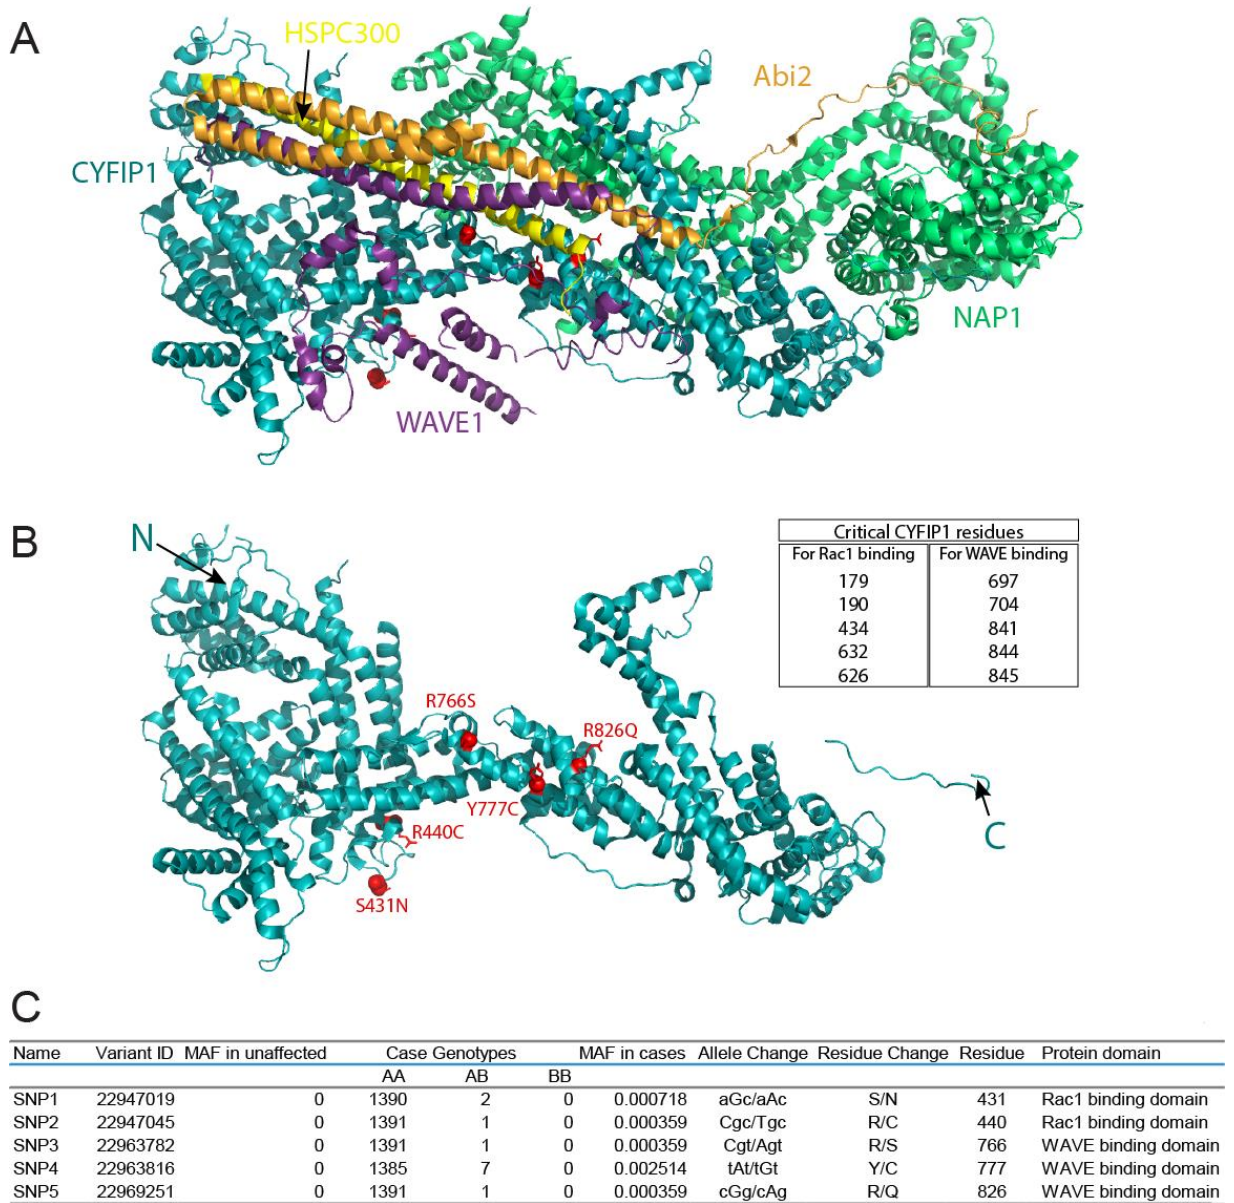 A
HSPC300
Abi2
CYFIP1
NAP1
WAVE1
B
N
Critical CYFIP1 residues
For Rac1 binding For WAVE binding
179 697
190 704
434 841
632 844
626 845
R766S
R826Q
Y777C
R440C
S431N
C
C
Name Variant ID MAF in unaffected Case Genotypes MAF in cases Allele Change Residue Change Residue Protein domain
AA AB BB
SNP1 22947019 0 1390 2 0 0.000718 aGc/aAc S/N 431 Rac1 binding domain
SNP2 22947045 0 1391 1 0 0.000359 Cgc/Tgc R/C 440 Rac1 binding domain
SNP3 22963782 0 1391 1 0 0.000359 Cgt/Agt R/S 766 WAVE binding domain
SNP4 22963816 0 1385 7 0 0.002514 tAt/tGt Y/C 777 WAVE binding domain
SNP5 22969251 0 1391 1 0 0.000359 cGg/cAg R/Q 826 WAVE binding domain